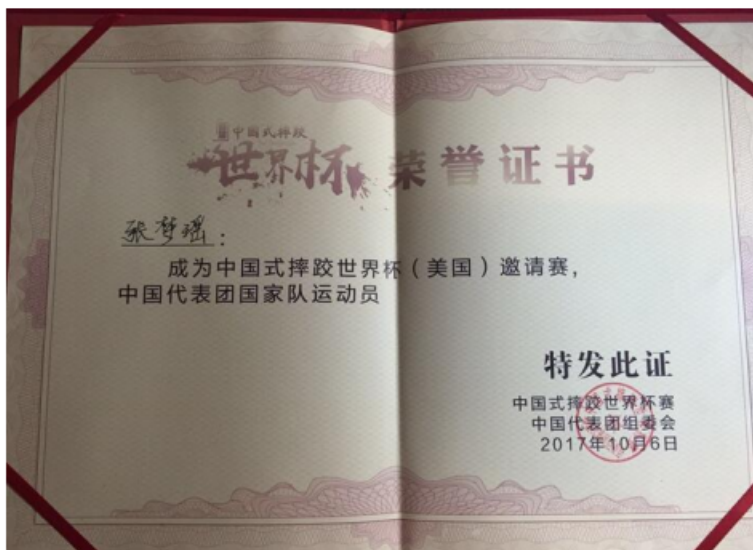 中国式摔跤
世界杯 荣誉证书
张梦瑶:
成为中国式摔跤世界杯(美国)邀请赛,
中国代表团国家队运动员
特发此证
中国式摔跤世界杯赛
中国代表团组委会
2017年10月6日